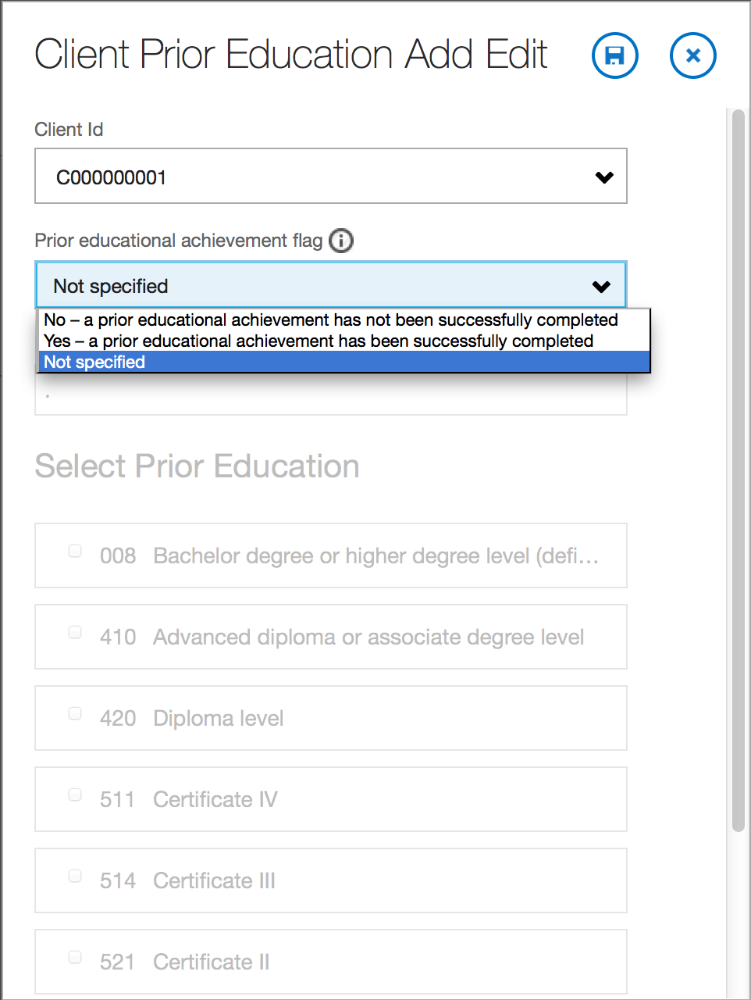 Client Prior Education Add Edit
Client Id
C000000001
Prior educational achievement flag
Not specified
No – a prior educational achievement has not been successfully completed
Yes – a prior educational achievement has been successfully completed
Not specified
.
Select Prior Education
008 Bachelor degree or higher degree level (defi...
410 Advanced diploma or associate degree level
420 Diploma level
511 Certificate IV
514 Certificate III
521 Certificate II